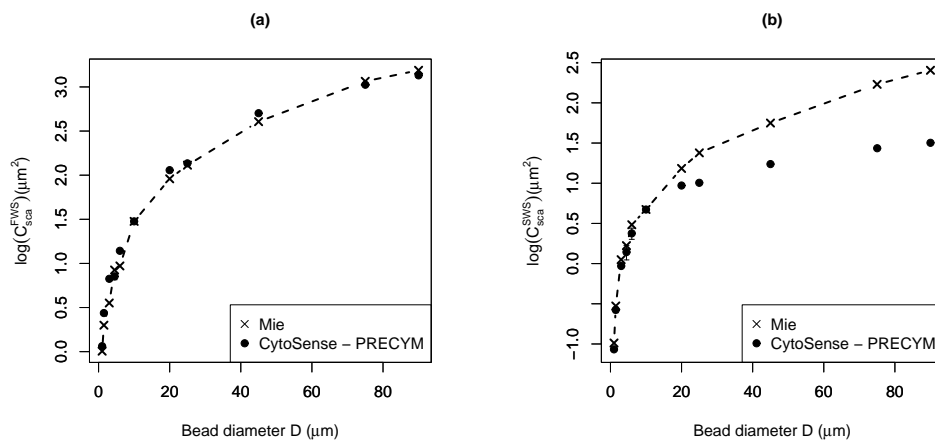 (a)
log(C_sca^FWS)(μm²)
0.0 0.5 1.0 1.5 2.0 2.5 3.0
0 20 40 60 80
Bead diameter D (μm)
Mie
CytoSense − PRECYM
(b)
log(C_sca^SWS)(μm²)
−1.0 0.0 0.5 1.0 1.5 2.0 2.5
0 20 40 60 80
Bead diameter D (μm)
Mie
CytoSense − PRECYM